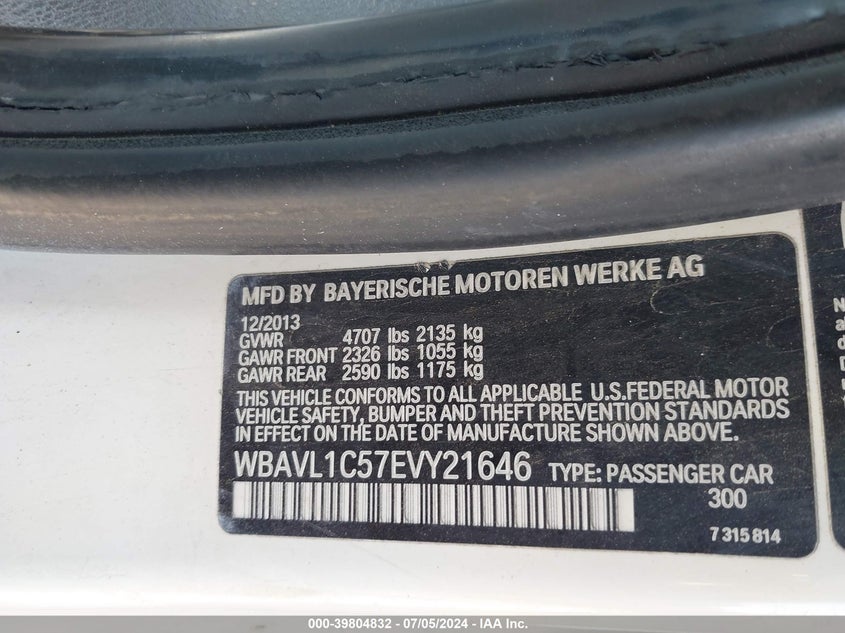 MFD BY BAYERISCHE MOTOREN WERKE AG
12/2013
GVWR 4707 lbs 2135 kg
GAWR FRONT 2326 lbs 1055 kg
GAWR REAR 2590 lbs 1175 kg
THIS VEHICLE CONFORMS TO ALL APPLICABLE U.S.FEDERAL MOTOR
VEHICLE SAFETY, BUMPER AND THEFT PREVENTION STANDARDS
IN EFFECT ON THE DATE OF MANUFACTURE SHOWN ABOVE.
WBAVL1C57EVY21646 TYPE: PASSENGER CAR
300
7 315 814
000-39804832 - 07/05/2024 - IAA Inc.